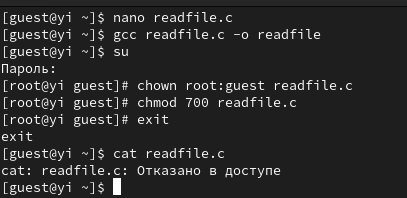 [guest@yi ~]$ nano readfile.c
[guest@yi ~]$ gcc readfile.c -o readfile
[guest@yi ~]$ su
Пароль:
[root@yi guest]# chown root:guest readfile.c
[root@yi guest]# chmod 700 readfile.c
[root@yi guest]# exit
exit
[guest@yi ~]$ cat readfile.c
cat: readfile.c: Отказано в доступе
[guest@yi ~]$